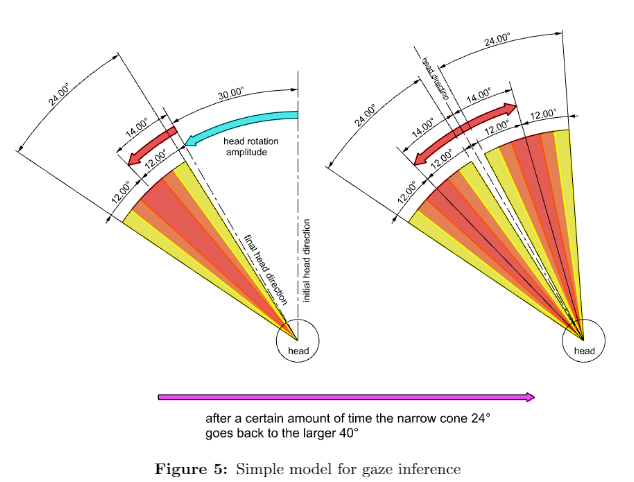 24.00°
30.00°
14.00°
12.00°
12.00°
head rotation
amplitude
final head direction
initial head direction
head
24.00°
head direction
24.00°
14.00°
14.00°
12.00°
12.00°
12.00°
12.00°
head
after a certain amount of time the narrow cone 24°
goes back to the larger 40°
Figure 5: Simple model for gaze inference